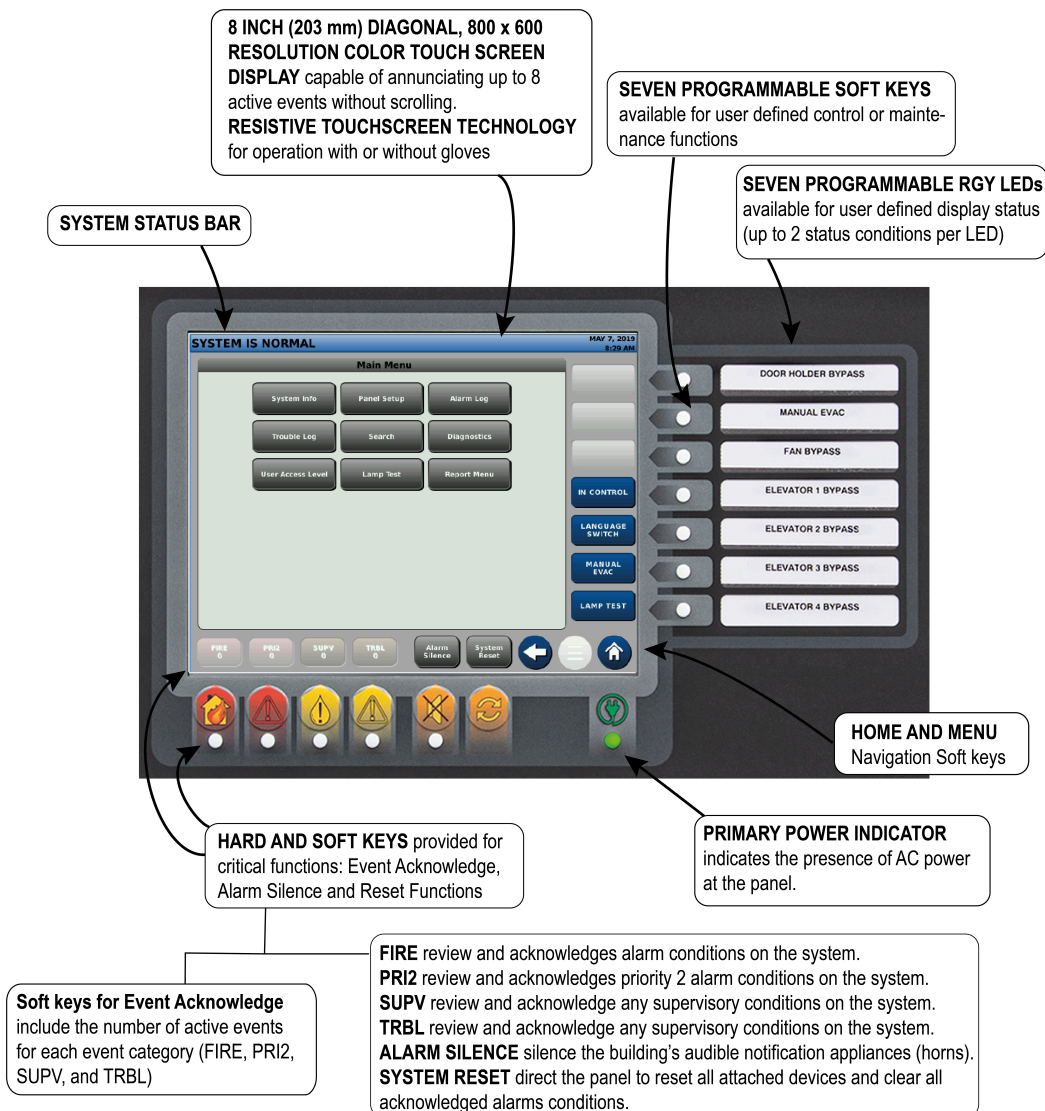 8 INCH (203 mm) DIAGONAL, 800 x 600
RESOLUTION COLOR TOUCH SCREEN
DISPLAY capable of annunciating up to 8
active events without scrolling.
RESISTIVE TOUCHSCREEN TECHNOLOGY
for operation with or without gloves
SEVEN PROGRAMMABLE SOFT KEYS
available for user defined control or mainte-
nance functions
SEVEN PROGRAMMABLE RGY LEDs
available for user defined display status
(up to 2 status conditions per LED)
SYSTEM STATUS BAR
SYSTEM IS NORMAL
MAY 7, 2019
8:29 AM
Main Menu
System Info
Panel Setup
Alarm Log
Trouble Log
Search
Diagnostics
User Access Level
Lamp Test
Report Menu
IN CONTROL
LANGUAGE
SWITCH
MANUAL
EVAC
LAMP TEST
DOOR HOLDER BYPASS
MANUAL EVAC
FAN BYPASS
ELEVATOR 1 BYPASS
ELEVATOR 2 BYPASS
ELEVATOR 3 BYPASS
ELEVATOR 4 BYPASS
FIRE
0
PRI2
0
SUPV
0
TRBL
0
Alarm
Silence
System
Reset
HOME AND MENU
Navigation Soft keys
HARD AND SOFT KEYS provided for
critical functions: Event Acknowledge,
Alarm Silence and Reset Functions
PRIMARY POWER INDICATOR
indicates the presence of AC power
at the panel.
Soft keys for Event Acknowledge
include the number of active events
for each event category (FIRE, PRI2,
SUPV, and TRBL)
FIRE review and acknowledges alarm conditions on the system.
PRI2 review and acknowledges priority 2 alarm conditions on the system.
SUPV review and acknowledge any supervisory conditions on the system.
TRBL review and acknowledge any supervisory conditions on the system.
ALARM SILENCE silence the building's audible notification appliances (horns).
SYSTEM RESET direct the panel to reset all attached devices and clear all
acknowledged alarms conditions.